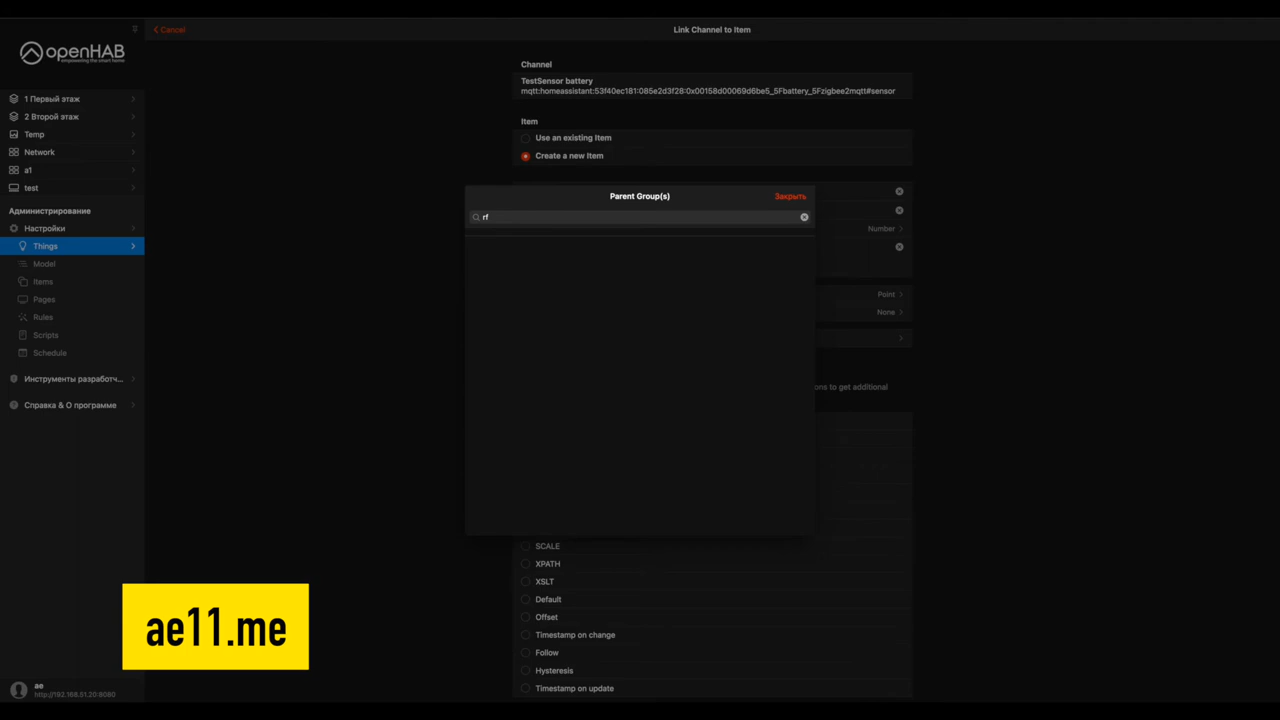 openHAB
empowering the smart home
Cancel
Link Channel to Item
1 Первый этаж
2 Второй этаж
Temp
Network
a1
test
Администрирование
Настройки
Things
Model
Items
Pages
Rules
Scripts
Schedule
Инструменты разработч...
Справка & О программе
ae
http://192.168.51.20:8080
Channel
TestSensor battery
mqtt:homeassistant:53f40ec181:085e2d3f28:0x00158d00069d6be5_5Fbattery_5Fzigbee2mqtt#sensor
Item
Use an existing Item
Create a new Item
Parent Group(s)
Закрыть
rf
Number
Point
None
ons to get additional
SCALE
XPATH
XSLT
Default
Offset
Timestamp on change
Follow
Hysteresis
Timestamp on update
ae11.me